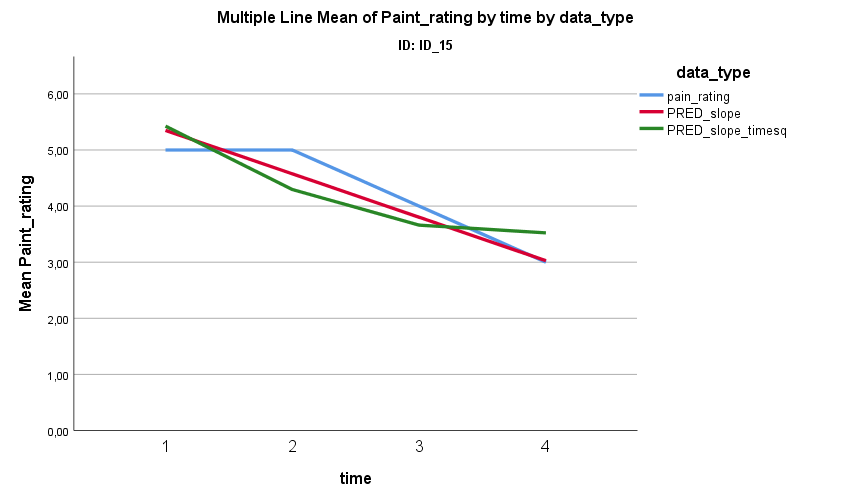 Multiple Line Mean of Paint_rating by time by data_type
ID: ID_15
data_type
pain_rating
PRED_slope
PRED_slope_timesq
Mean Paint_rating
6,00
5,00
4,00
3,00
2,00
1,00
0,00
1 2 3 4
time